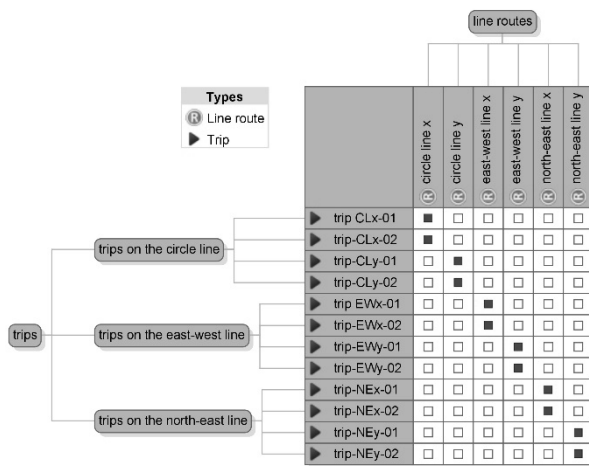 line routes
Types
R Line route
Trip
circle line x
circle line y
east-west line x
east-west line y
north-east line x
north-east line y
R R R R R R
trips
trips on the circle line
trip CLx-01
trip-CLx-02
trip-CLy-01
trip-CLy-02
trips on the east-west line
trip EWx-01
trip-EWx-02
trip-EWy-01
trip-EWy-02
trips on the north-east line
trip-NEx-01
trip-NEx-02
trip-NEy-01
trip-NEy-02